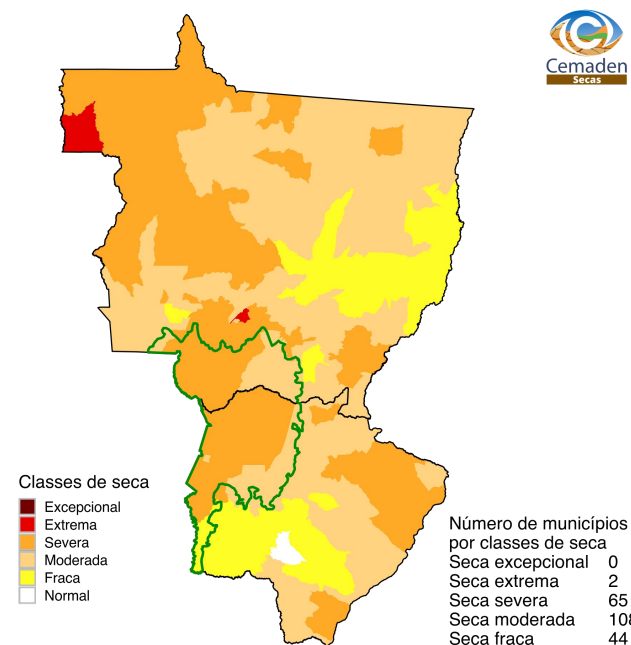 Cemaden
Secas
Classes de seca
Excepcional
Extrema
Severa
Moderada
Fraca
Normal
Número de municípios
por classes de seca
Seca excepcional 0
Seca extrema 2
Seca severa 65
Seca moderada 108
Seca fraca 44